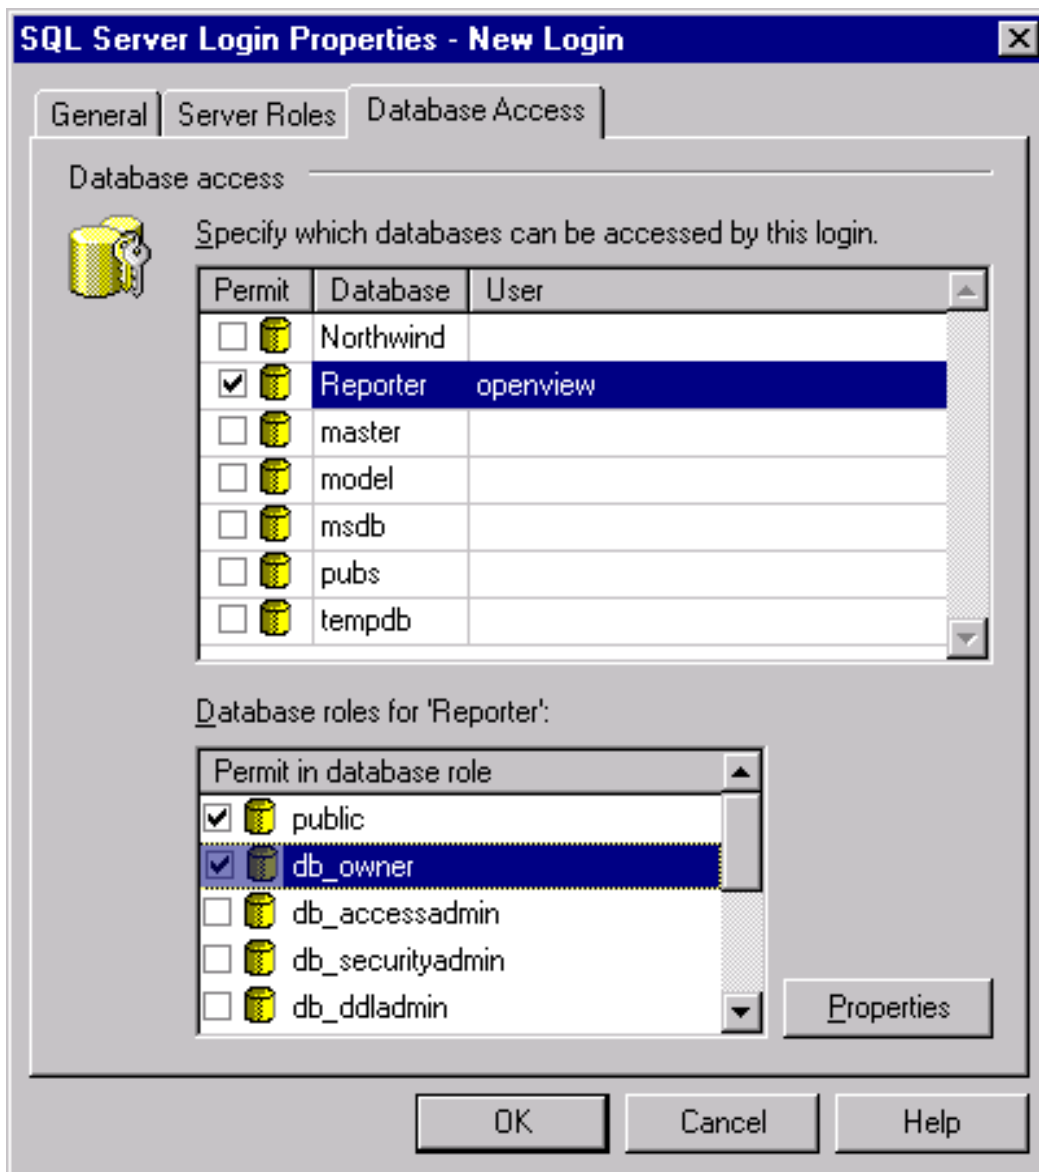 SQL Server Login Properties - New Login
General Server Roles Database Access
Database access
Specify which databases can be accessed by this login.
Permit Database User
Northwind
Reporter openview
master
model
msdb
pubs
tempdb
Database roles for 'Reporter':
Permit in database role
public
db_owner
db_accessadmin
db_securityadmin
db_ddladmin
Properties
OK Cancel Help